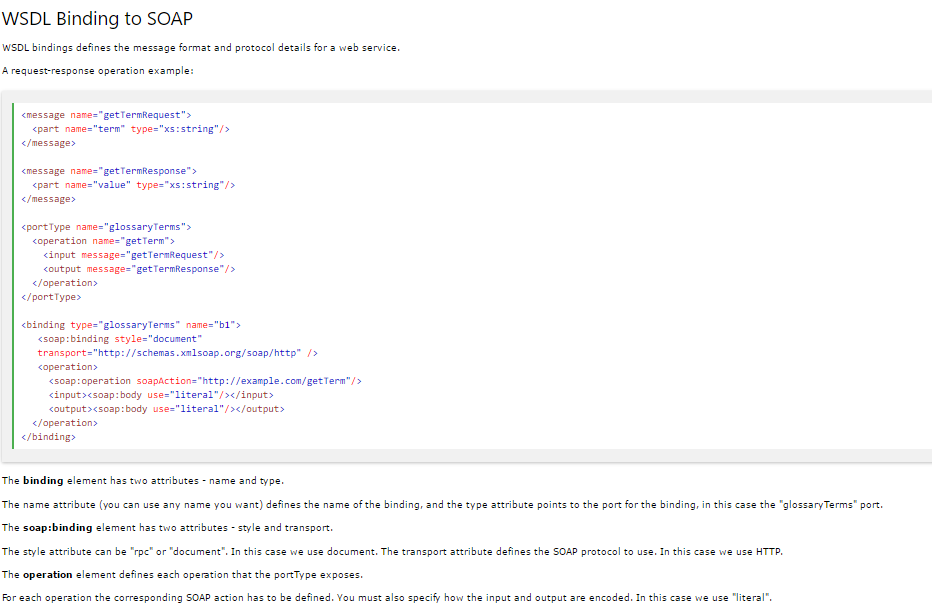 WSDL Binding to SOAP
WSDL bindings defines the message format and protocol details for a web service.
A request-response operation example:
<message name="getTermRequest">
  <part name="term" type="xs:string"/>
</message>

<message name="getTermResponse">
  <part name="value" type="xs:string"/>
</message>

<portType name="glossaryTerms">
  <operation name="getTerm">
    <input message="getTermRequest"/>
    <output message="getTermResponse"/>
  </operation>
</portType>

<binding type="glossaryTerms" name="b1">
   <soap:binding style="document"
   transport="http://schemas.xmlsoap.org/soap/http" />
   <operation>
     <soap:operation soapAction="http://example.com/getTerm"/>
     <input><soap:body use="literal"/></input>
     <output><soap:body use="literal"/></output>
  </operation>
</binding>
The binding element has two attributes - name and type.
The name attribute (you can use any name you want) defines the name of the binding, and the type attribute points to the port for the binding, in this case the "glossaryTerms" port.
The soap:binding element has two attributes - style and transport.
The style attribute can be "rpc" or "document". In this case we use document. The transport attribute defines the SOAP protocol to use. In this case we use HTTP.
The operation element defines each operation that the portType exposes.
For each operation the corresponding SOAP action has to be defined. You must also specify how the input and output are encoded. In this case we use "literal".